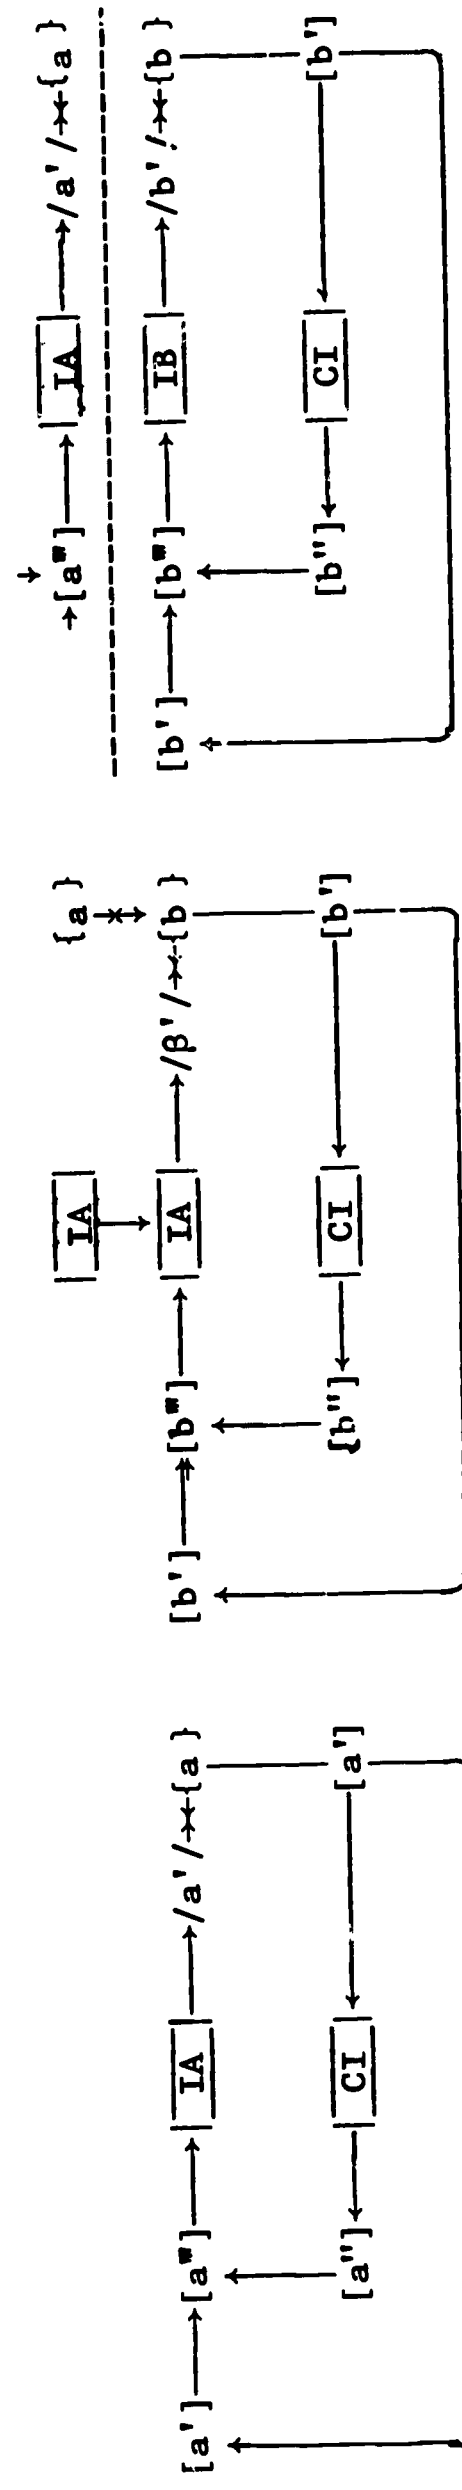 [a'] [a'''] IA /a'/ {a }
[a''] CI [a']
IA {a }
[b'] [b'''] IA /β'/ {b }
[b''] CI [b']
[a'''] IA /a'/ {a }
[b'] [b'''] IB /b'/ {b }
[b''] CI [b']